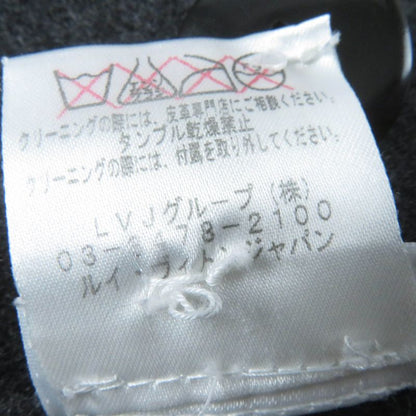 クリーニングの際には、皮革専門店にご相談ください。
タンブル乾燥禁止
クリーニングの際には、付属を取り外してください。
LVJグループ(株)
03-3478-2100
ルイ・ヴィトンジャパン